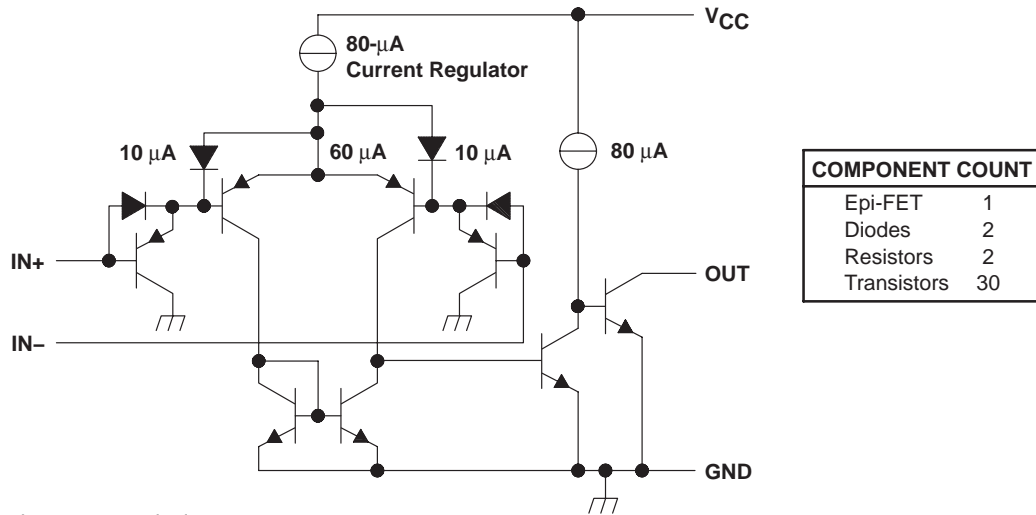 VCC
80-μA
Current Regulator
10 μA
60 μA
10 μA
80 μA
IN+
OUT
IN−
GND
COMPONENT COUNT
Epi-FET 1
Diodes 2
Resistors 2
Transistors 30